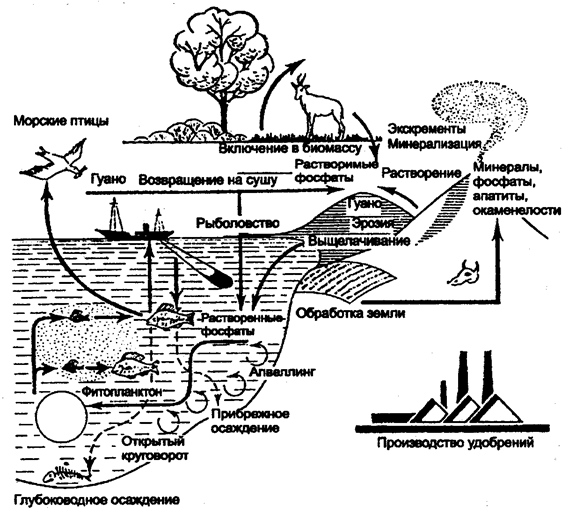 Морские птицы
Включение в биомассу
Экскременты
Минерализация
Гуано
Возвращение на сушу
Растворимые
фосфаты
Растворение
Минералы,
фосфаты,
апатиты,
окаменелости
Гуано
Рыболовство
Эрозия
Выщелачивание
Обработка земли
Растворенные
фосфаты
Апвеллинг
Фитопланктон
Прибрежное
осаждение
Открытый
круговорот
Производство удобрений
Глубоководное осаждение